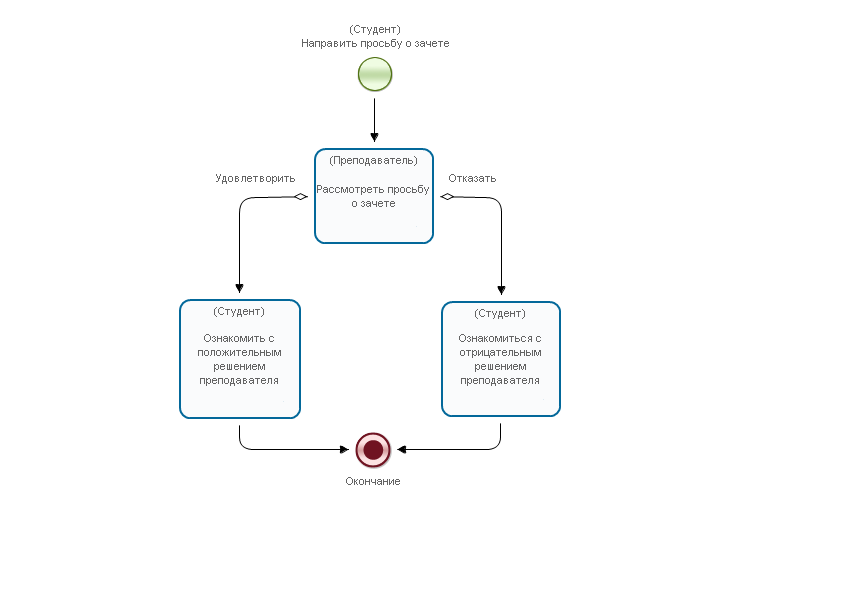 (Студент)
Направить просьбу о зачете
(Преподаватель)
Удовлетворить
Отказать
Рассмотреть просьбу
о зачете
(Студент)
Ознакомить с
положительным
решением
преподавателя
(Студент)
Ознакомиться с
отрицательным
решением
преподавателя
Окончание